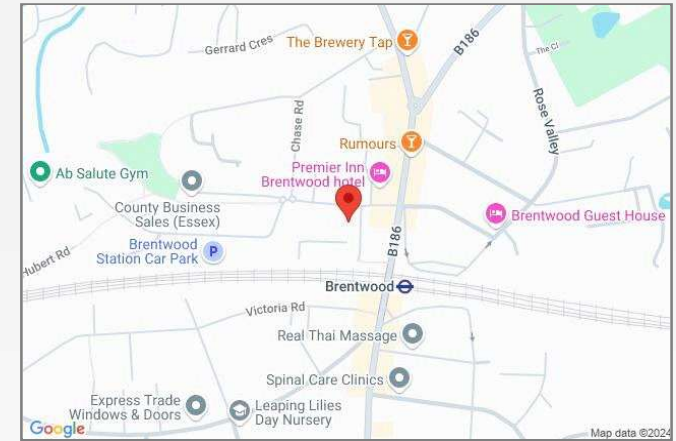 Gerrard Cres
The Brewery Tap
B186
The Cl
Rose Valley
Chase Rd
Rumours
Ab Salute Gym
Premier Inn
Brentwood hotel
County Business
Sales (Essex)
Brentwood Guest House
Brentwood
Station Car Park
P
B186
Hubert Rd
Brentwood
Victoria Rd
Real Thai Massage
Spinal Care Clinics
Express Trade
Windows & Doors
Leaping Lilies
Day Nursery
Google
Map data ©2024